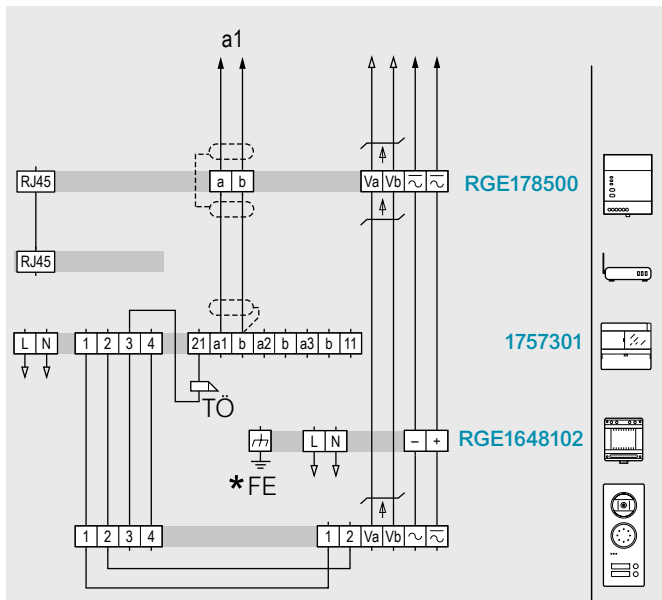 a1
RJ45 a b Va Vb RGE178500
RJ45
L N 1 2 3 4 21 a1 b a2 b a3 b 11 1757301
TÖ
L N – + RGE1648102
* FE
1 2 3 4 1 2 Va Vb